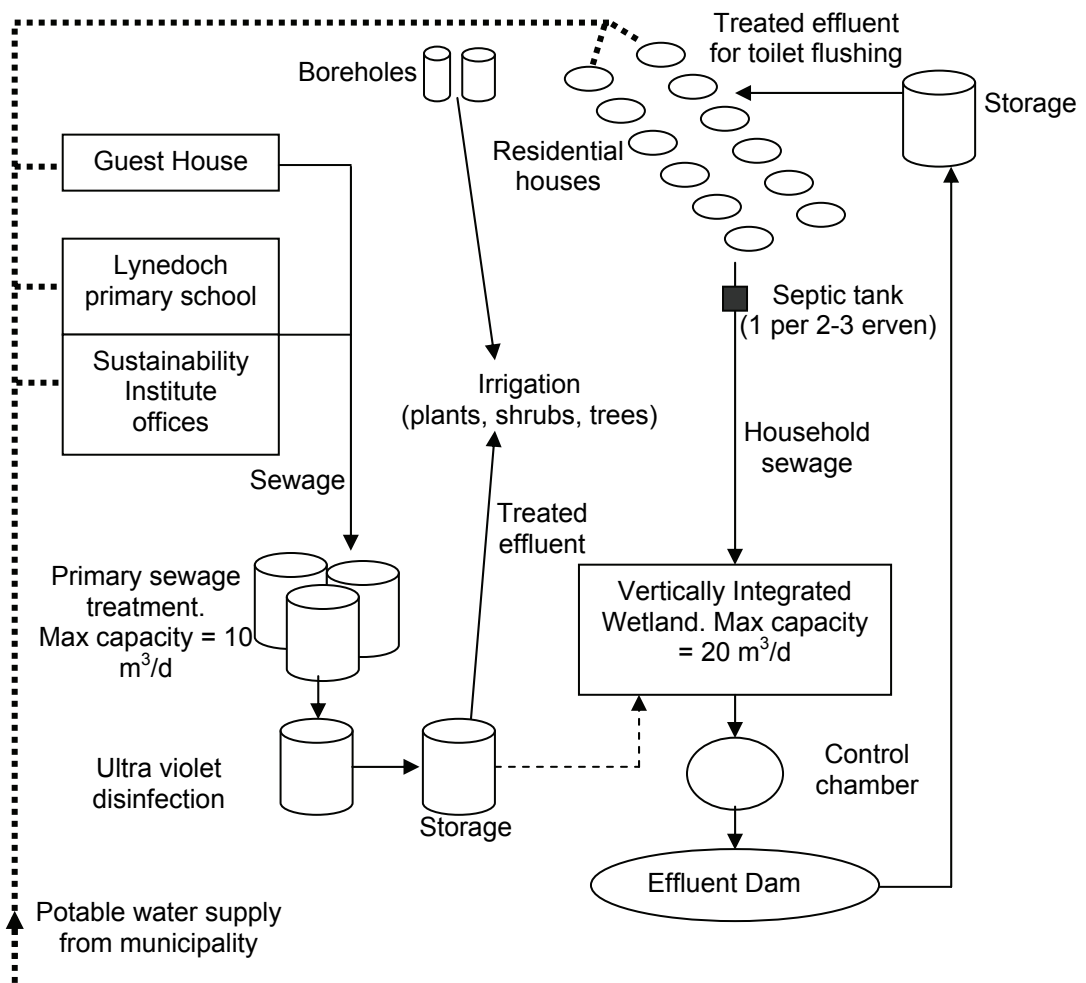 Treated effluent
for toilet flushing
Boreholes
Storage
Guest House
Residential
houses
Lynedoch
primary school
Septic tank
(1 per 2-3 erven)
Sustainability
Institute
offices
Irrigation
(plants, shrubs, trees)
Household
sewage
Sewage
Treated
effluent
Primary sewage
treatment.
Max capacity = 10
m³/d
Vertically Integrated
Wetland. Max capacity
= 20 m³/d
Ultra violet
disinfection
Storage
Control
chamber
Effluent Dam
Potable water supply
from municipality